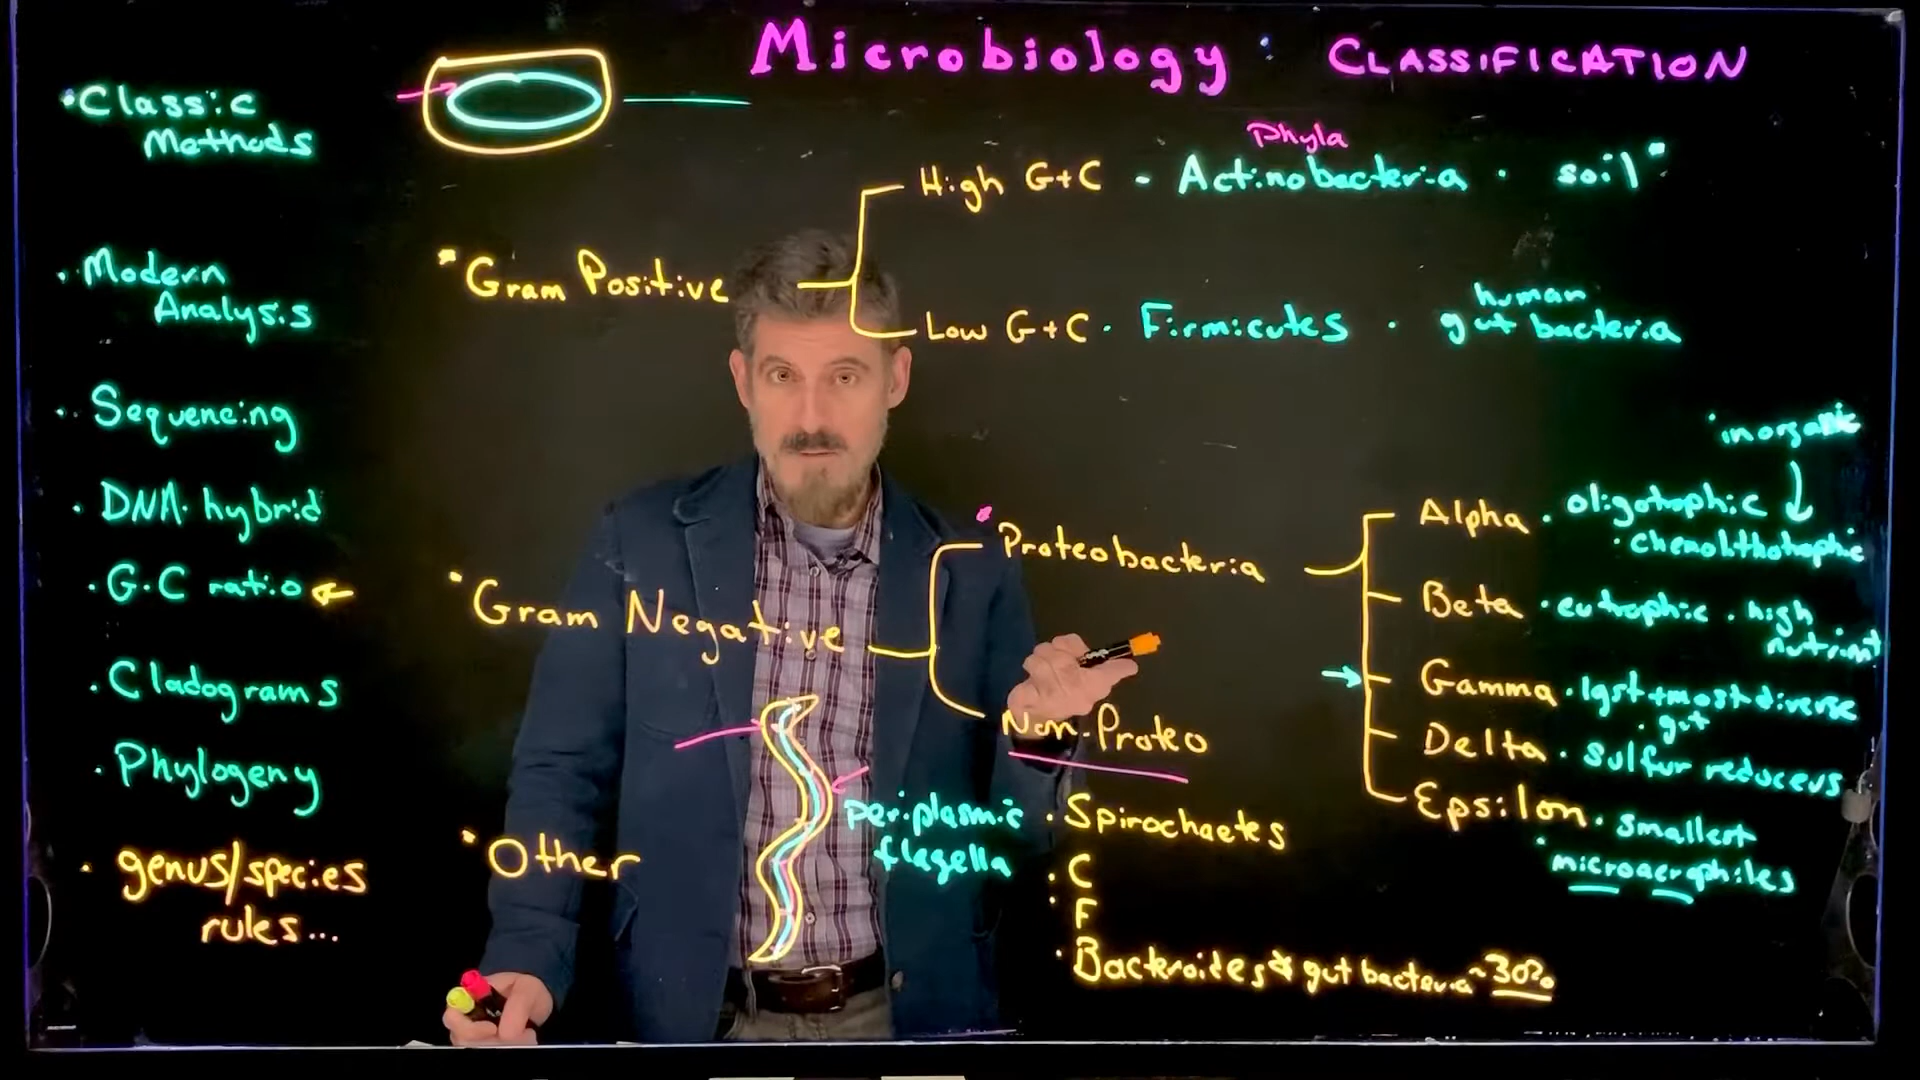 Microbiology : CLASSIFICATION
• Classic
Methods
• Modern
Analysis
• Sequencing
• DNA hybrid
• G-C ratio ←
• Cladograms
• Phylogeny
• genus/species
rules...
Phyla
High G+C - Actinobacteria • soil
• Gram Positive
Low G+C • Firmicutes •
human
gut bacteria
• Gram Negative
Proteobacteria
• inorganic
Alpha • oligotrophic
• chemolithotrophic
Beta • eutrophic • high
nutrient
Gamma • lgst + most diverse
• gut
Delta • sulfur reducers
Epsilon • smallest
• microaerophiles
Non-Proteo
periplasmic
flagella
• Spirochaetes
• C
• F
• Bacteroides * gut bacteria ~30%
• Other